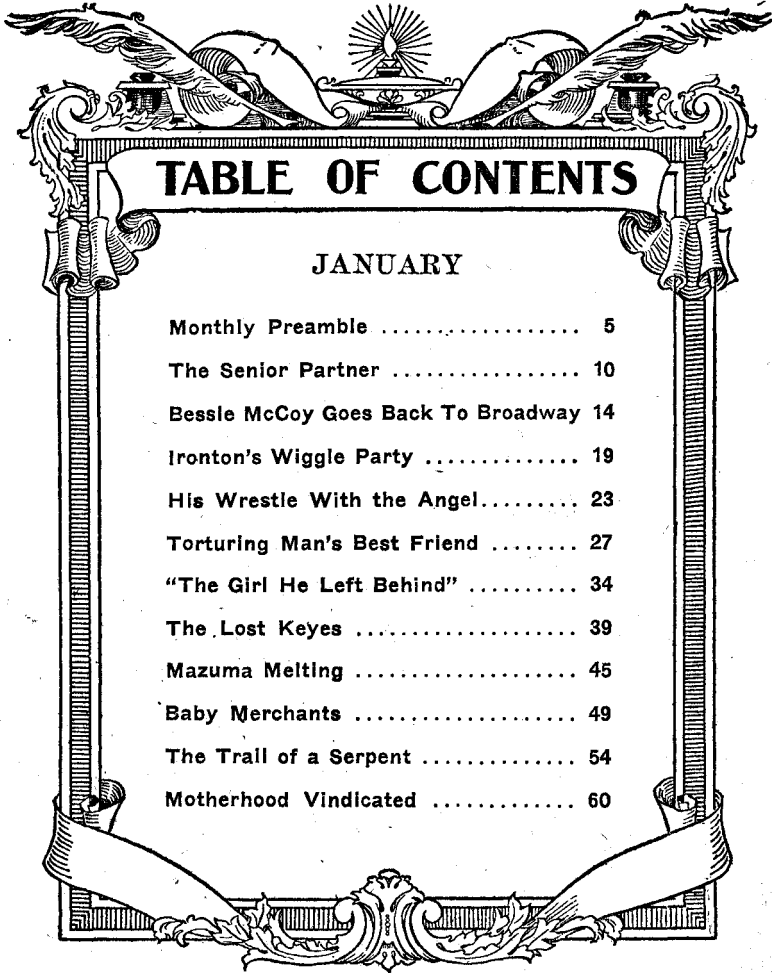 TABLE OF CONTENTS
JANUARY
Monthly Preamble .................. 5
The Senior Partner ................. 10
Bessie McCoy Goes Back To Broadway 14
Ironton's Wiggle Party .............. 19
His Wrestle With the Angel......... 23
Torturing Man's Best Friend ........ 27
"The Girl He Left Behind" .......... 34
The Lost Keyes .................... 39
Mazuma Melting .................... 45
Baby Merchants .................... 49
The Trail of a Serpent .............. 54
Motherhood Vindicated ............. 60